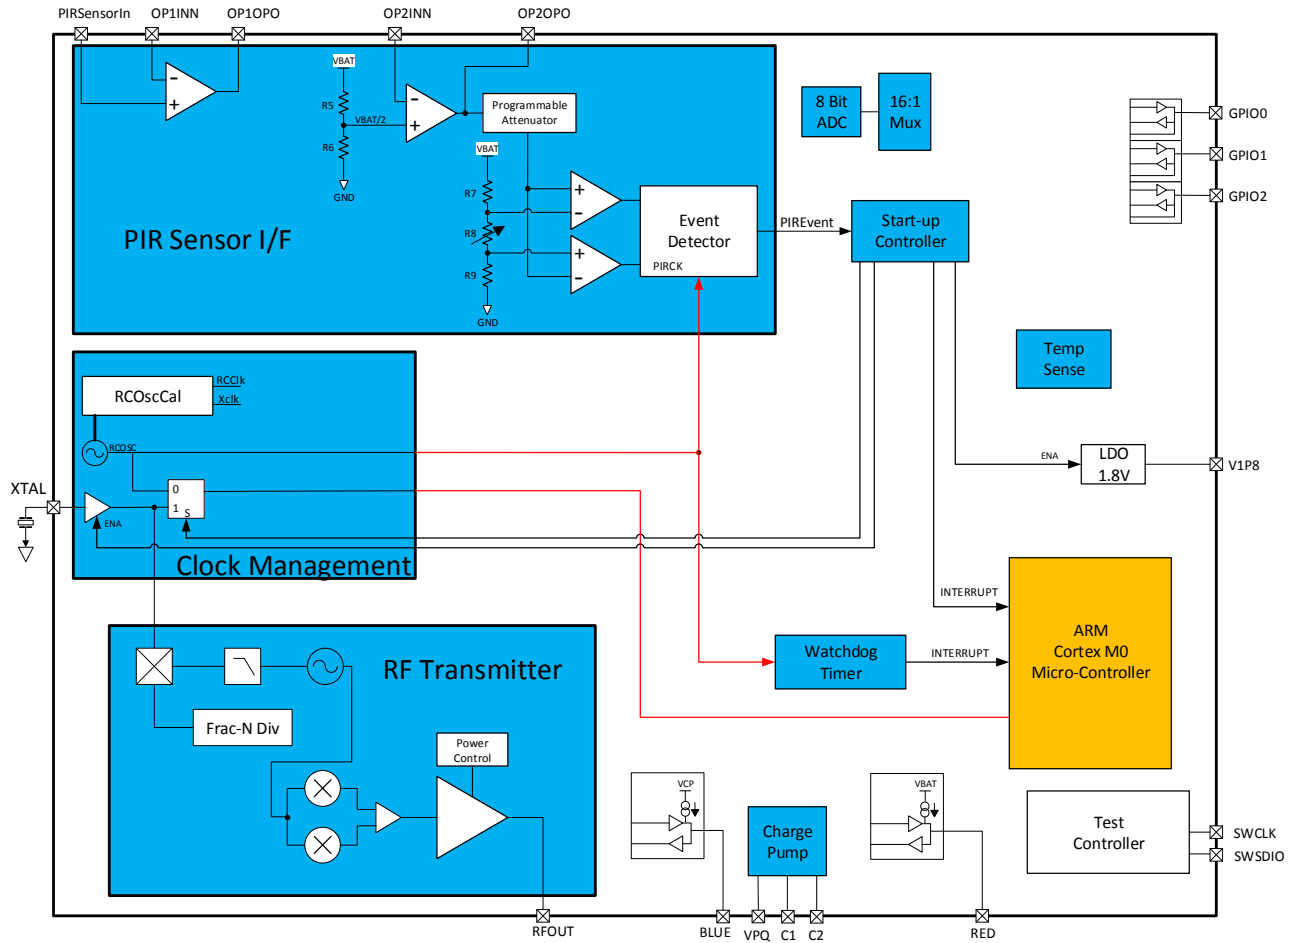 PIRSensorIn
OP1INN
OP1OPO
OP2INN
OP2OPO
VBAT
R5
VBAT/2
R6
GND
Programmable
Attenuator
VBAT
R7
R8
R9
GND
PIR Sensor I/F
Event
Detector
PIRCK
PIREvent
8 Bit
ADC
16:1
Mux
GPIO0
GPIO1
GPIO2
Start-up
Controller
Temp
Sense
RCOscCal
RCClk
Xclk
RCOSC
XTAL
0
1
S
ENA
Clock Management
ENA
LDO
1.8V
V1P8
INTERRUPT
ARM
Cortex M0
Micro-Controller
Watchdog
Timer
INTERRUPT
RF Transmitter
Frac-N Div
Power
Control
VCP
Charge
Pump
VBAT
Test
Controller
SWCLK
SWSDIO
RFOUT
BLUE
VPQ
C1
C2
RED